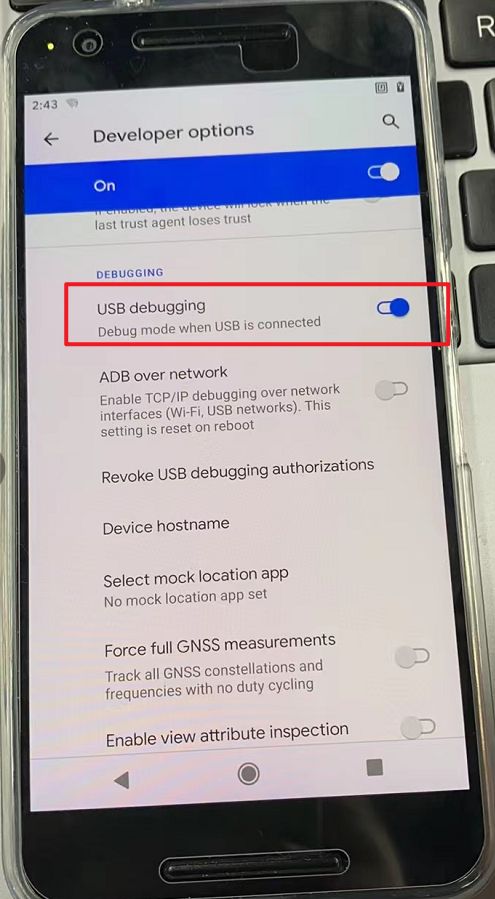 R
2:43
Developer options
On
If enabled, the device will lock when the
last trust agent loses trust
DEBUGGING
USB debugging
Debug mode when USB is connected
ADB over network
Enable TCP/IP debugging over network
interfaces (Wi-Fi, USB networks). This
setting is reset on reboot
Revoke USB debugging authorizations
Device hostname
Select mock location app
No mock location app set
Force full GNSS measurements
Track all GNSS constellations and
frequencies with no duty cycling
Enable view attribute inspection